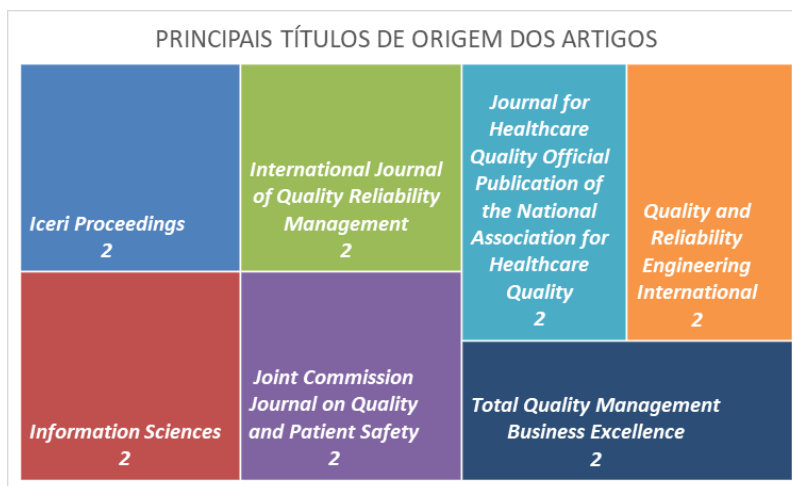 PRINCIPAIS TÍTULOS DE ORIGEM DOS ARTIGOS
Iceri Proceedings
2
International Journal
of Quality Reliability
Management
2
Journal for
Healthcare
Quality Official
Publication of
the National
Association for
Healthcare
Quality
2
Quality and
Reliability
Engineering
International
2
Information Sciences
2
Joint Commission
Journal on Quality
and Patient Safety
2
Total Quality Management
Business Excellence
2